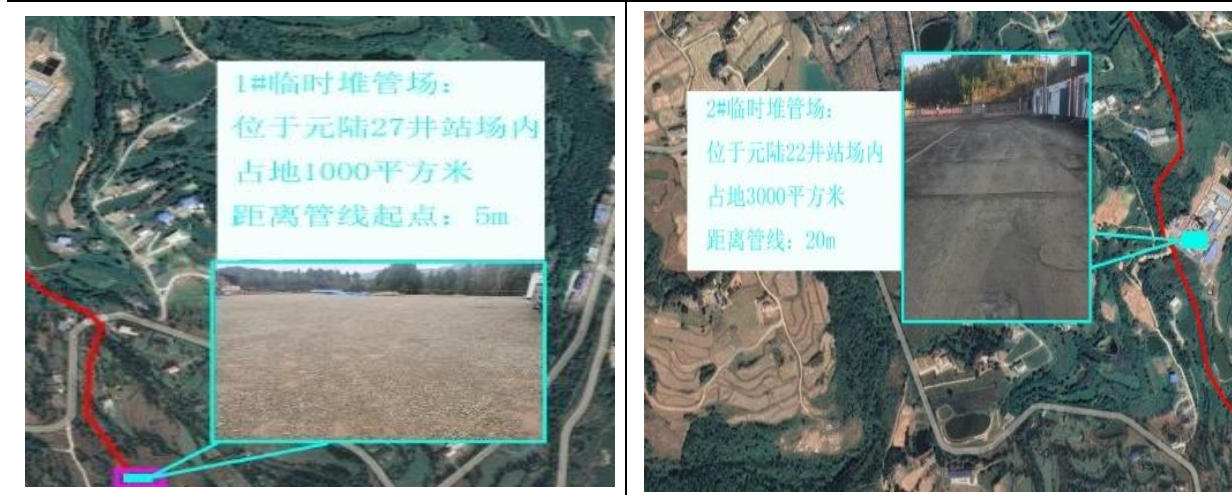 1#临时堆管场：
位于元陆27井站场内
占地1000平方米
距离管线起点：5m
2#临时堆管场：
位于元陆22井站场内
占地3000平方米
距离管线：20m